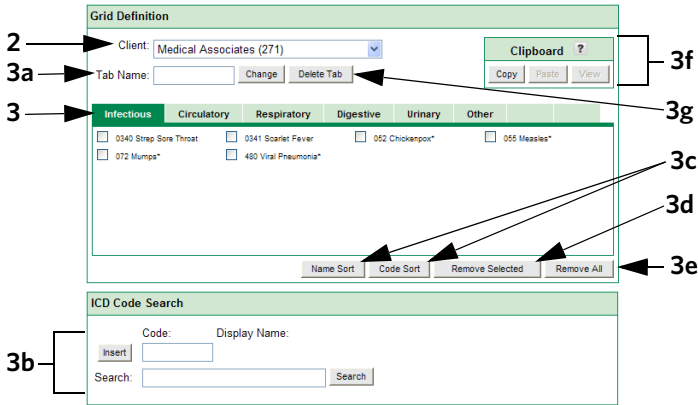 Grid Definition
2 Client: Medical Associates (271)
Clipboard ?
3f
3a Tab Name: Change Delete Tab
Copy Paste View
3g
3 Infectious Circulatory Respiratory Digestive Urinary Other
0340 Strep Sore Throat 0341 Scarlet Fever 052 Chickenpox* 055 Measles*
072 Mumps* 480 Viral Pneumonia*
3c
3d
Name Sort Code Sort Remove Selected Remove All 3e
ICD Code Search
Code: Display Name:
3b Insert
Search: Search